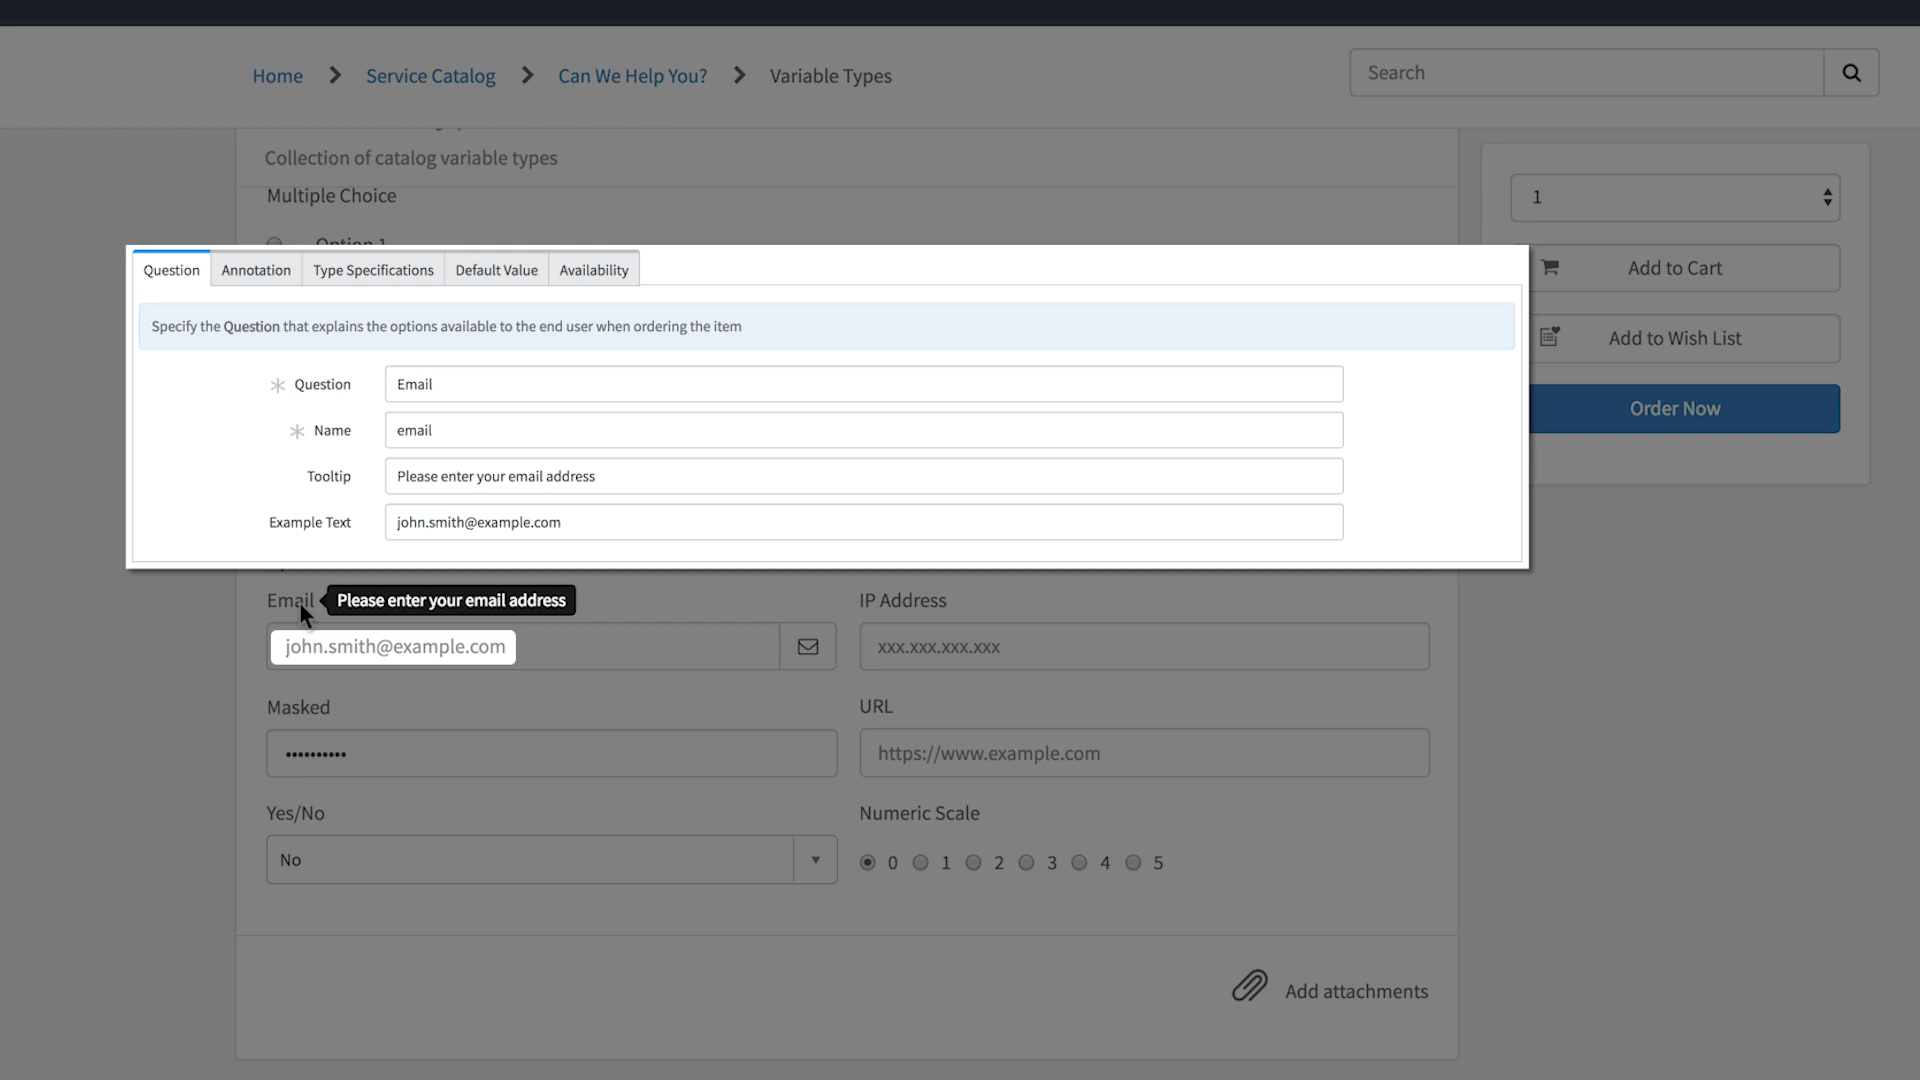 Home > Service Catalog > Can We Help You? > Variable Types
Search
Collection of catalog variable types
Multiple Choice
Option 1
1
Add to Cart
Add to Wish List
Order Now
Question Annotation Type Specifications Default Value Availability
Specify the Question that explains the options available to the end user when ordering the item
Question Email
Name email
Tooltip Please enter your email address
Example Text john.smith@example.com
Email Please enter your email address
john.smith@example.com
IP Address
xxx.xxx.xxx.xxx
Masked
••••••••••
URL
https://www.example.com
Yes/No
No
Numeric Scale
0 1 2 3 4 5
Add attachments